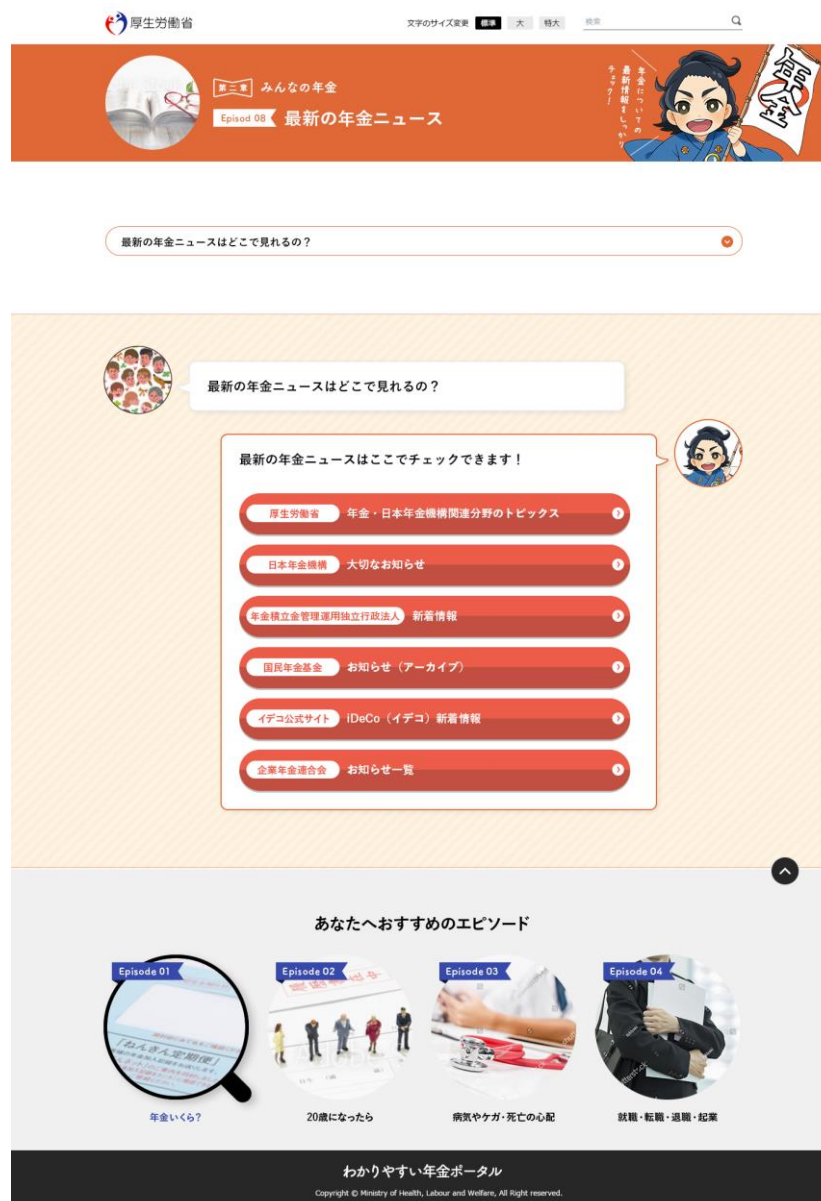 厚生労働省
文字のサイズ変更 標準 大 特大 検索
年金についての
最新情報をしっかり
チェック!
年金
第二章 みんなの年金
Episod 08 最新の年金ニュース
最新の年金ニュースはどこで見れるの?
最新の年金ニュースはどこで見れるの?
最新の年金ニュースはここでチェックできます!
厚生労働省 年金・日本年金機構関連分野のトピックス
日本年金機構 大切なお知らせ
年金積立金管理運用独立行政法人 新着情報
国民年金基金 お知らせ(アーカイブ)
イデコ公式サイト iDeCo(イデコ)新着情報
企業年金連合会 お知らせ一覧
あなたへおすすめのエピソード
Episode 01
「ねんきん定期便」
年金いくら?
Episode 02
20歳になったら
Episode 03
病気やケガ・死亡の心配
Episode 04
就職・転職・退職・起業
わかりやすい年金ポータル
Copyright © Ministry of Health, Labour and Welfare, All Right reserved.